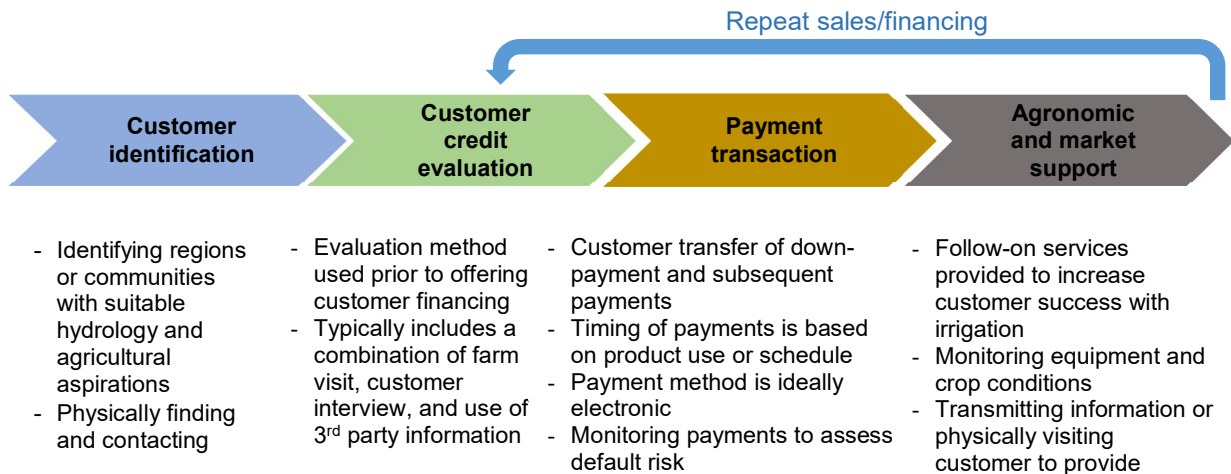 Repeat sales/financing
Customer
identification
Customer
credit
evaluation
Payment
transaction
Agronomic
and market
support
- Identifying regions
or communities
with suitable
hydrology and
agricultural
aspirations
- Physically finding
and contacting
- Evaluation method
used prior to offering
customer financing
- Typically includes a
combination of farm
visit, customer
interview, and use of
3rd party information
- Customer transfer of down-
payment and subsequent
payments
- Timing of payments is based
on product use or schedule
- Payment method is ideally
electronic
- Monitoring payments to assess
default risk
- Follow-on services
provided to increase
customer success with
irrigation
- Monitoring equipment and
crop conditions
- Transmitting information or
physically visiting
customer to provide